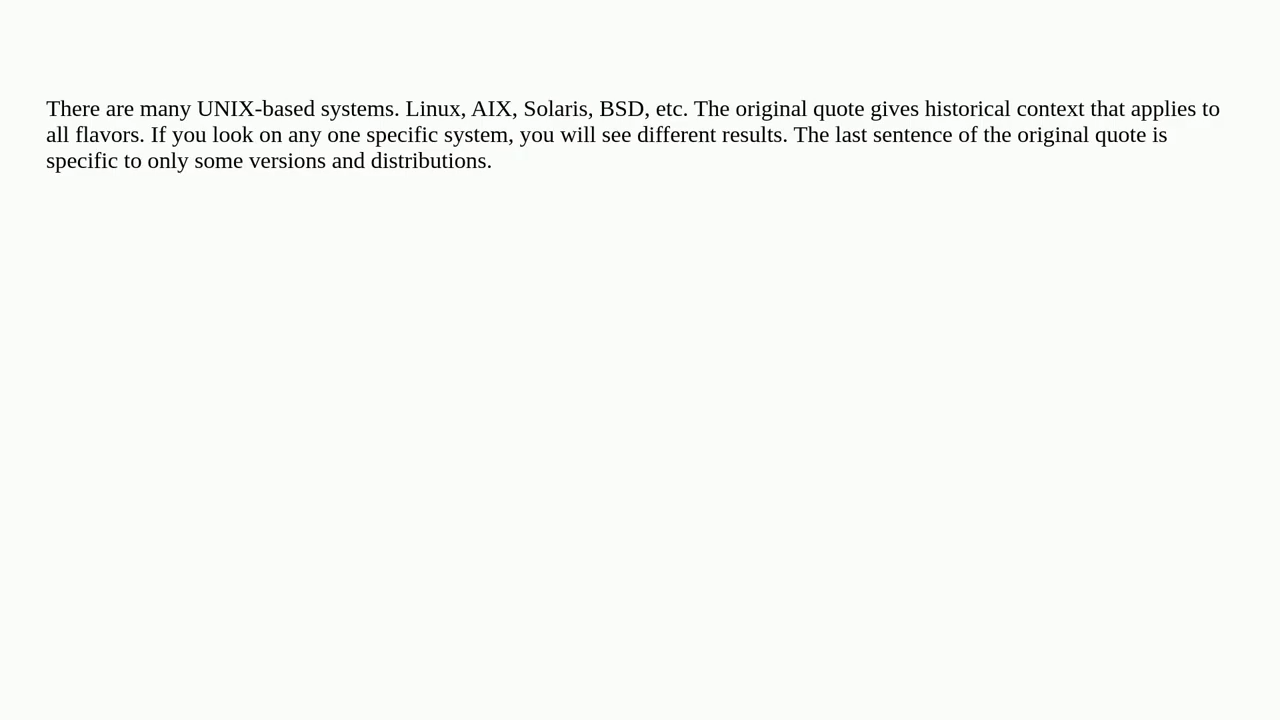 There are many UNIX-based systems. Linux, AIX, Solaris, BSD, etc. The original quote gives historical context that applies to
all flavors. If you look on any one specific system, you will see different results. The last sentence of the original quote is
specific to only some versions and distributions.